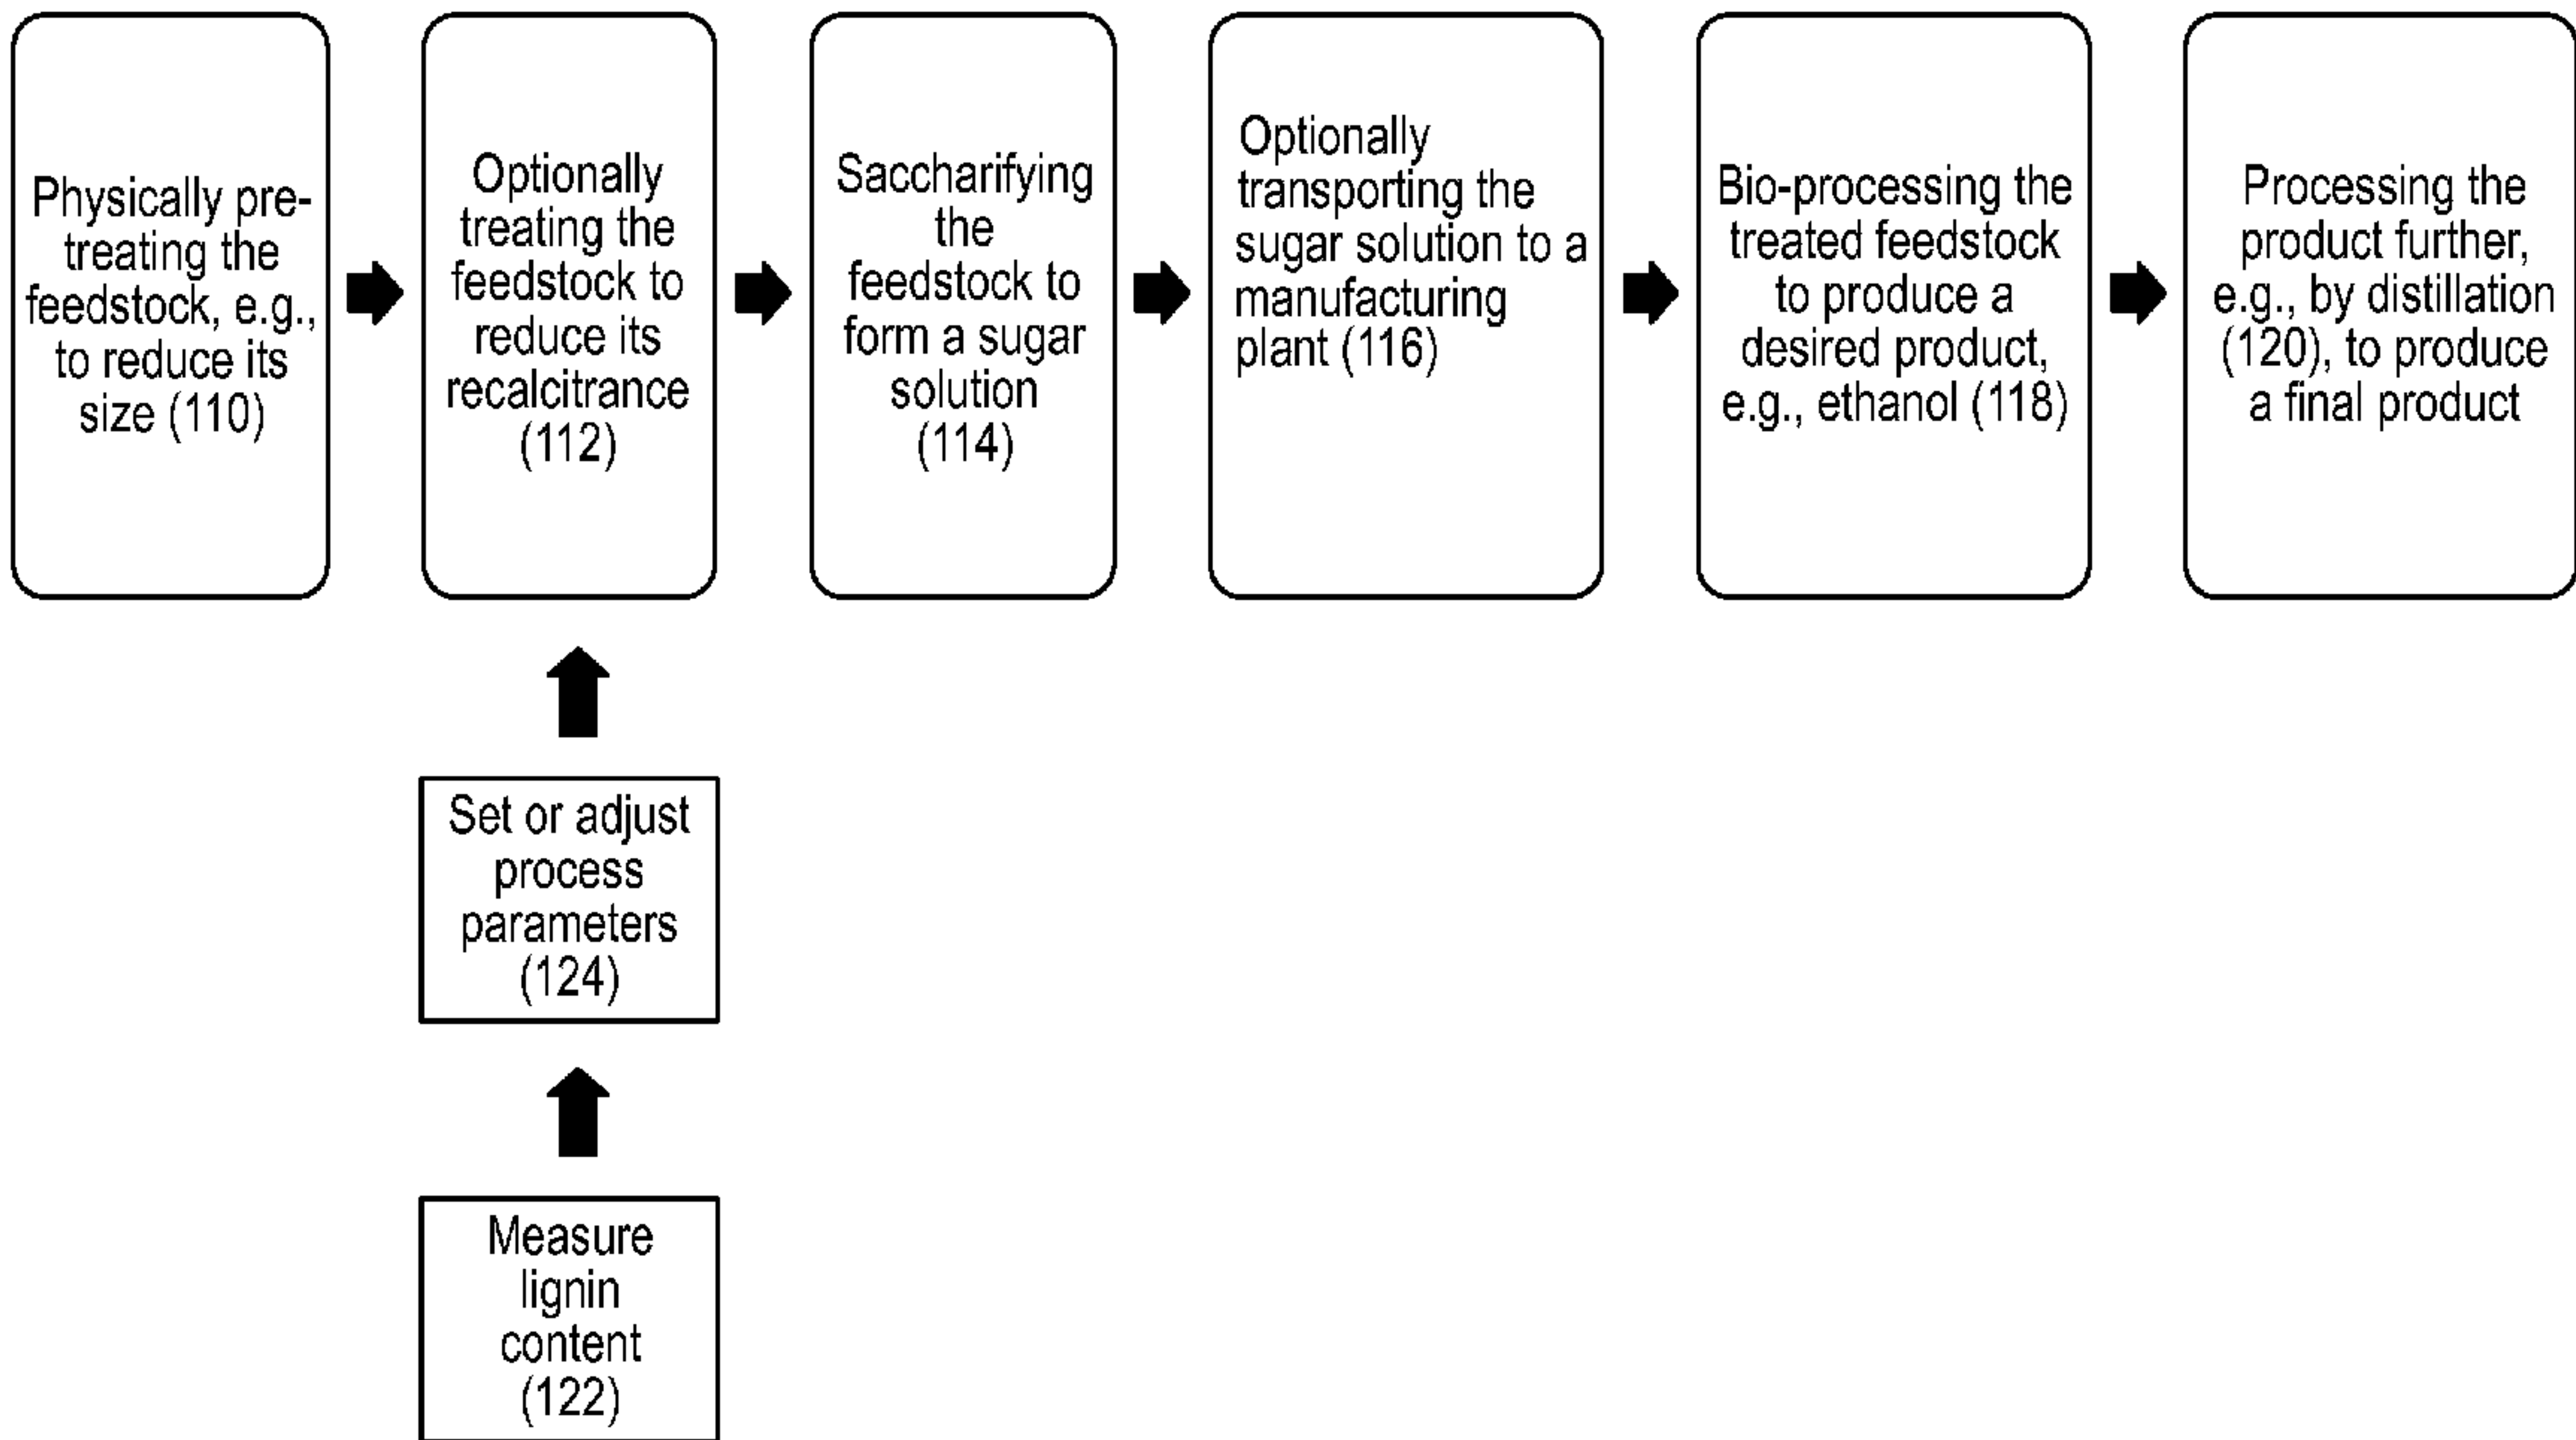 Physically pre-
treating the
feedstock, e.g.,
to reduce its
size (110)
Optionally
treating the
feedstock to
reduce its
recalcitrance
(112)
Saccharifying
the
feedstock to
form a sugar
solution
(114)
Optionally
transporting the
sugar solution to a
manufacturing
plant (116)
Bio-processing the
treated feedstock
to produce a
desired product,
e.g., ethanol (118)
Processing the
product further,
e.g., by distillation
(120), to produce
a final product
Set or adjust
process
parameters
(124)
Measure
lignin
content
(122)